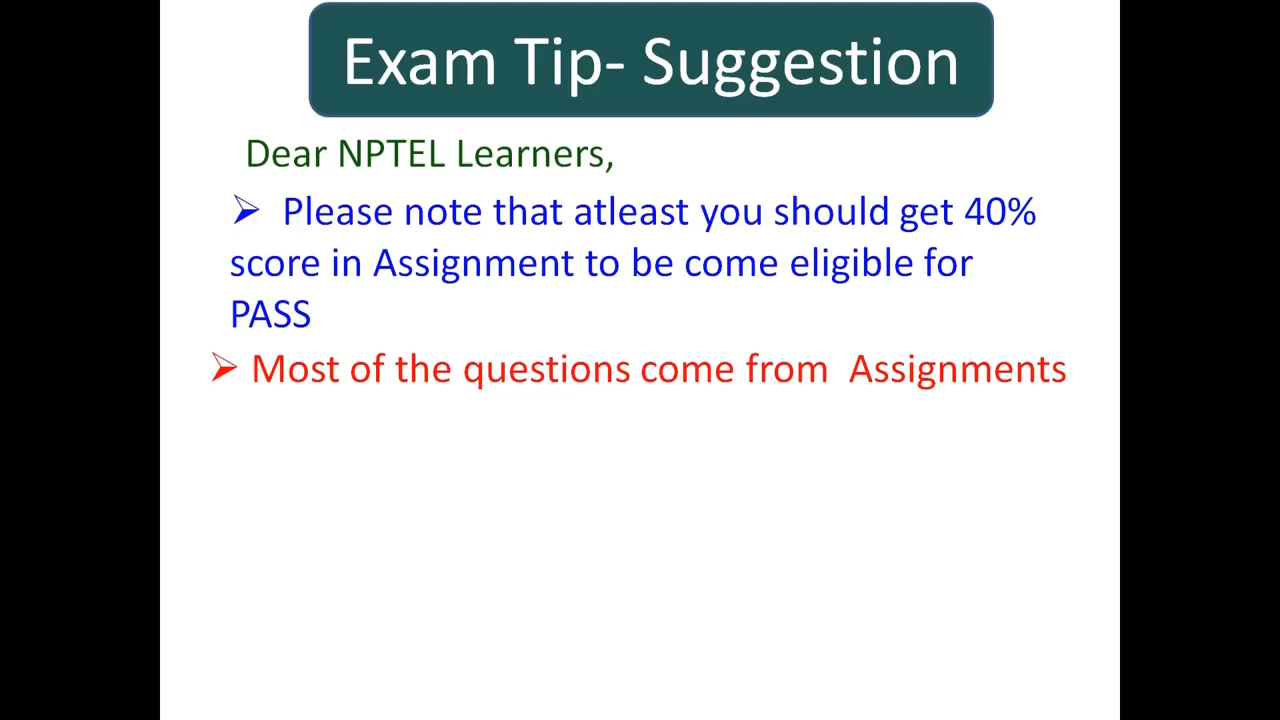 Exam Tip- Suggestion
Dear NPTEL Learners,
➢ Please note that atleast you should get 40%
score in Assignment to be come eligible for
PASS
➢ Most of the questions come from Assignments